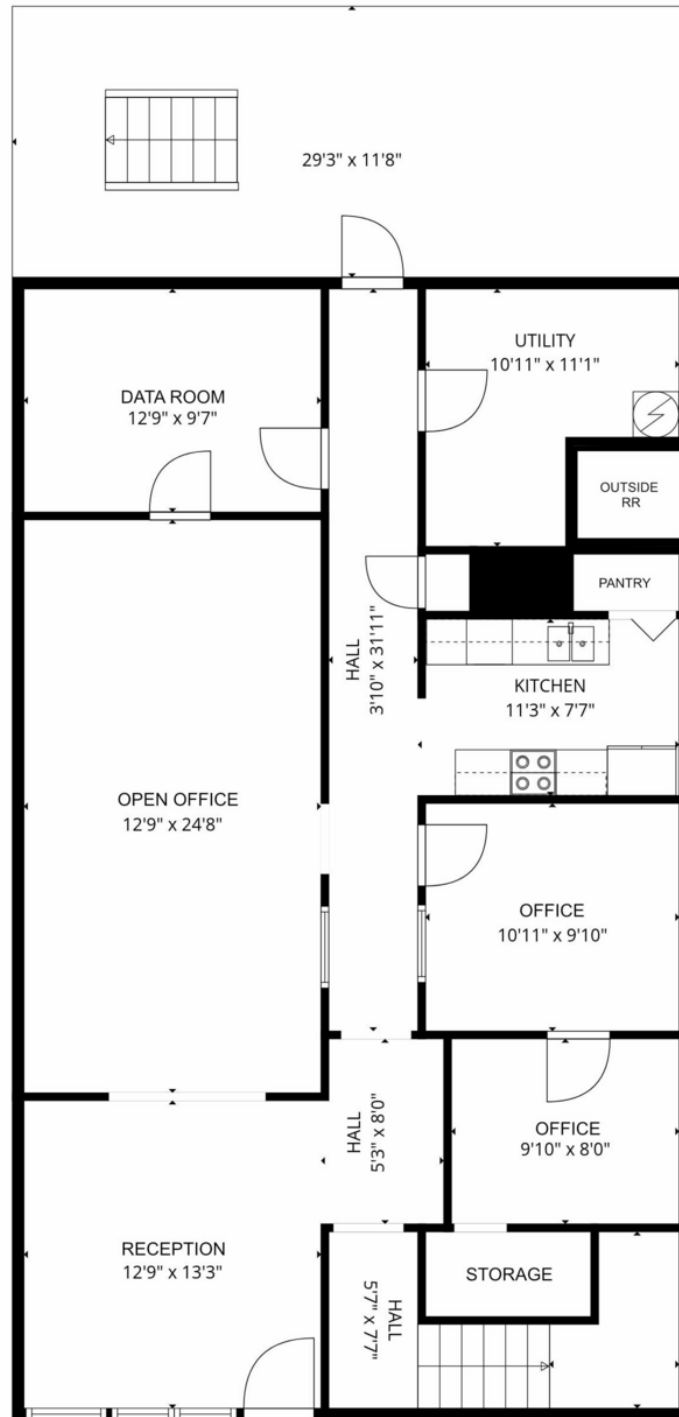 29'3" x 11'8"
UTILITY
10'11" x 11'1"
DATA ROOM
12'9" x 9'7"
OUTSIDE
RR
PANTRY
HALL
3'10" x 31'11"
KITCHEN
11'3" x 7'7"
OPEN OFFICE
12'9" x 24'8"
OFFICE
10'11" x 9'10"
HALL
5'3" x 8'0"
OFFICE
9'10" x 8'0"
RECEPTION
12'9" x 13'3"
STORAGE
HALL
5'7" x 7'7"